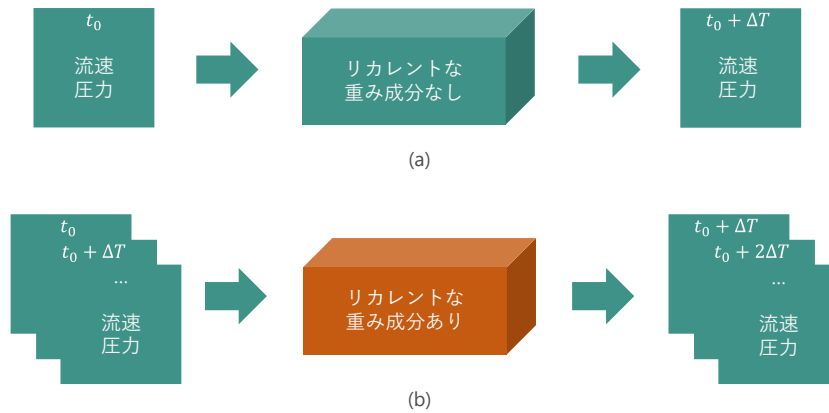 t₀
流速
圧力
リカレントな
重み成分なし
t₀ + ΔT
流速
圧力
(a)
t₀
t₀ + ΔT
...
流速
圧力
リカレントな
重み成分あり
t₀ + ΔT
t₀ + 2ΔT
...
流速
圧力
(b)